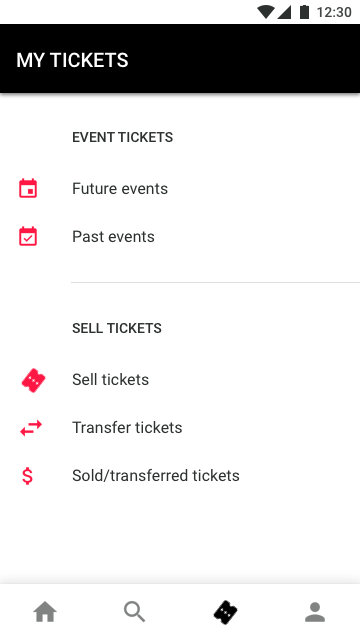 12:30
MY TICKETS
EVENT TICKETS
Future events
Past events
SELL TICKETS
Sell tickets
Transfer tickets
$
Sold/transferred tickets